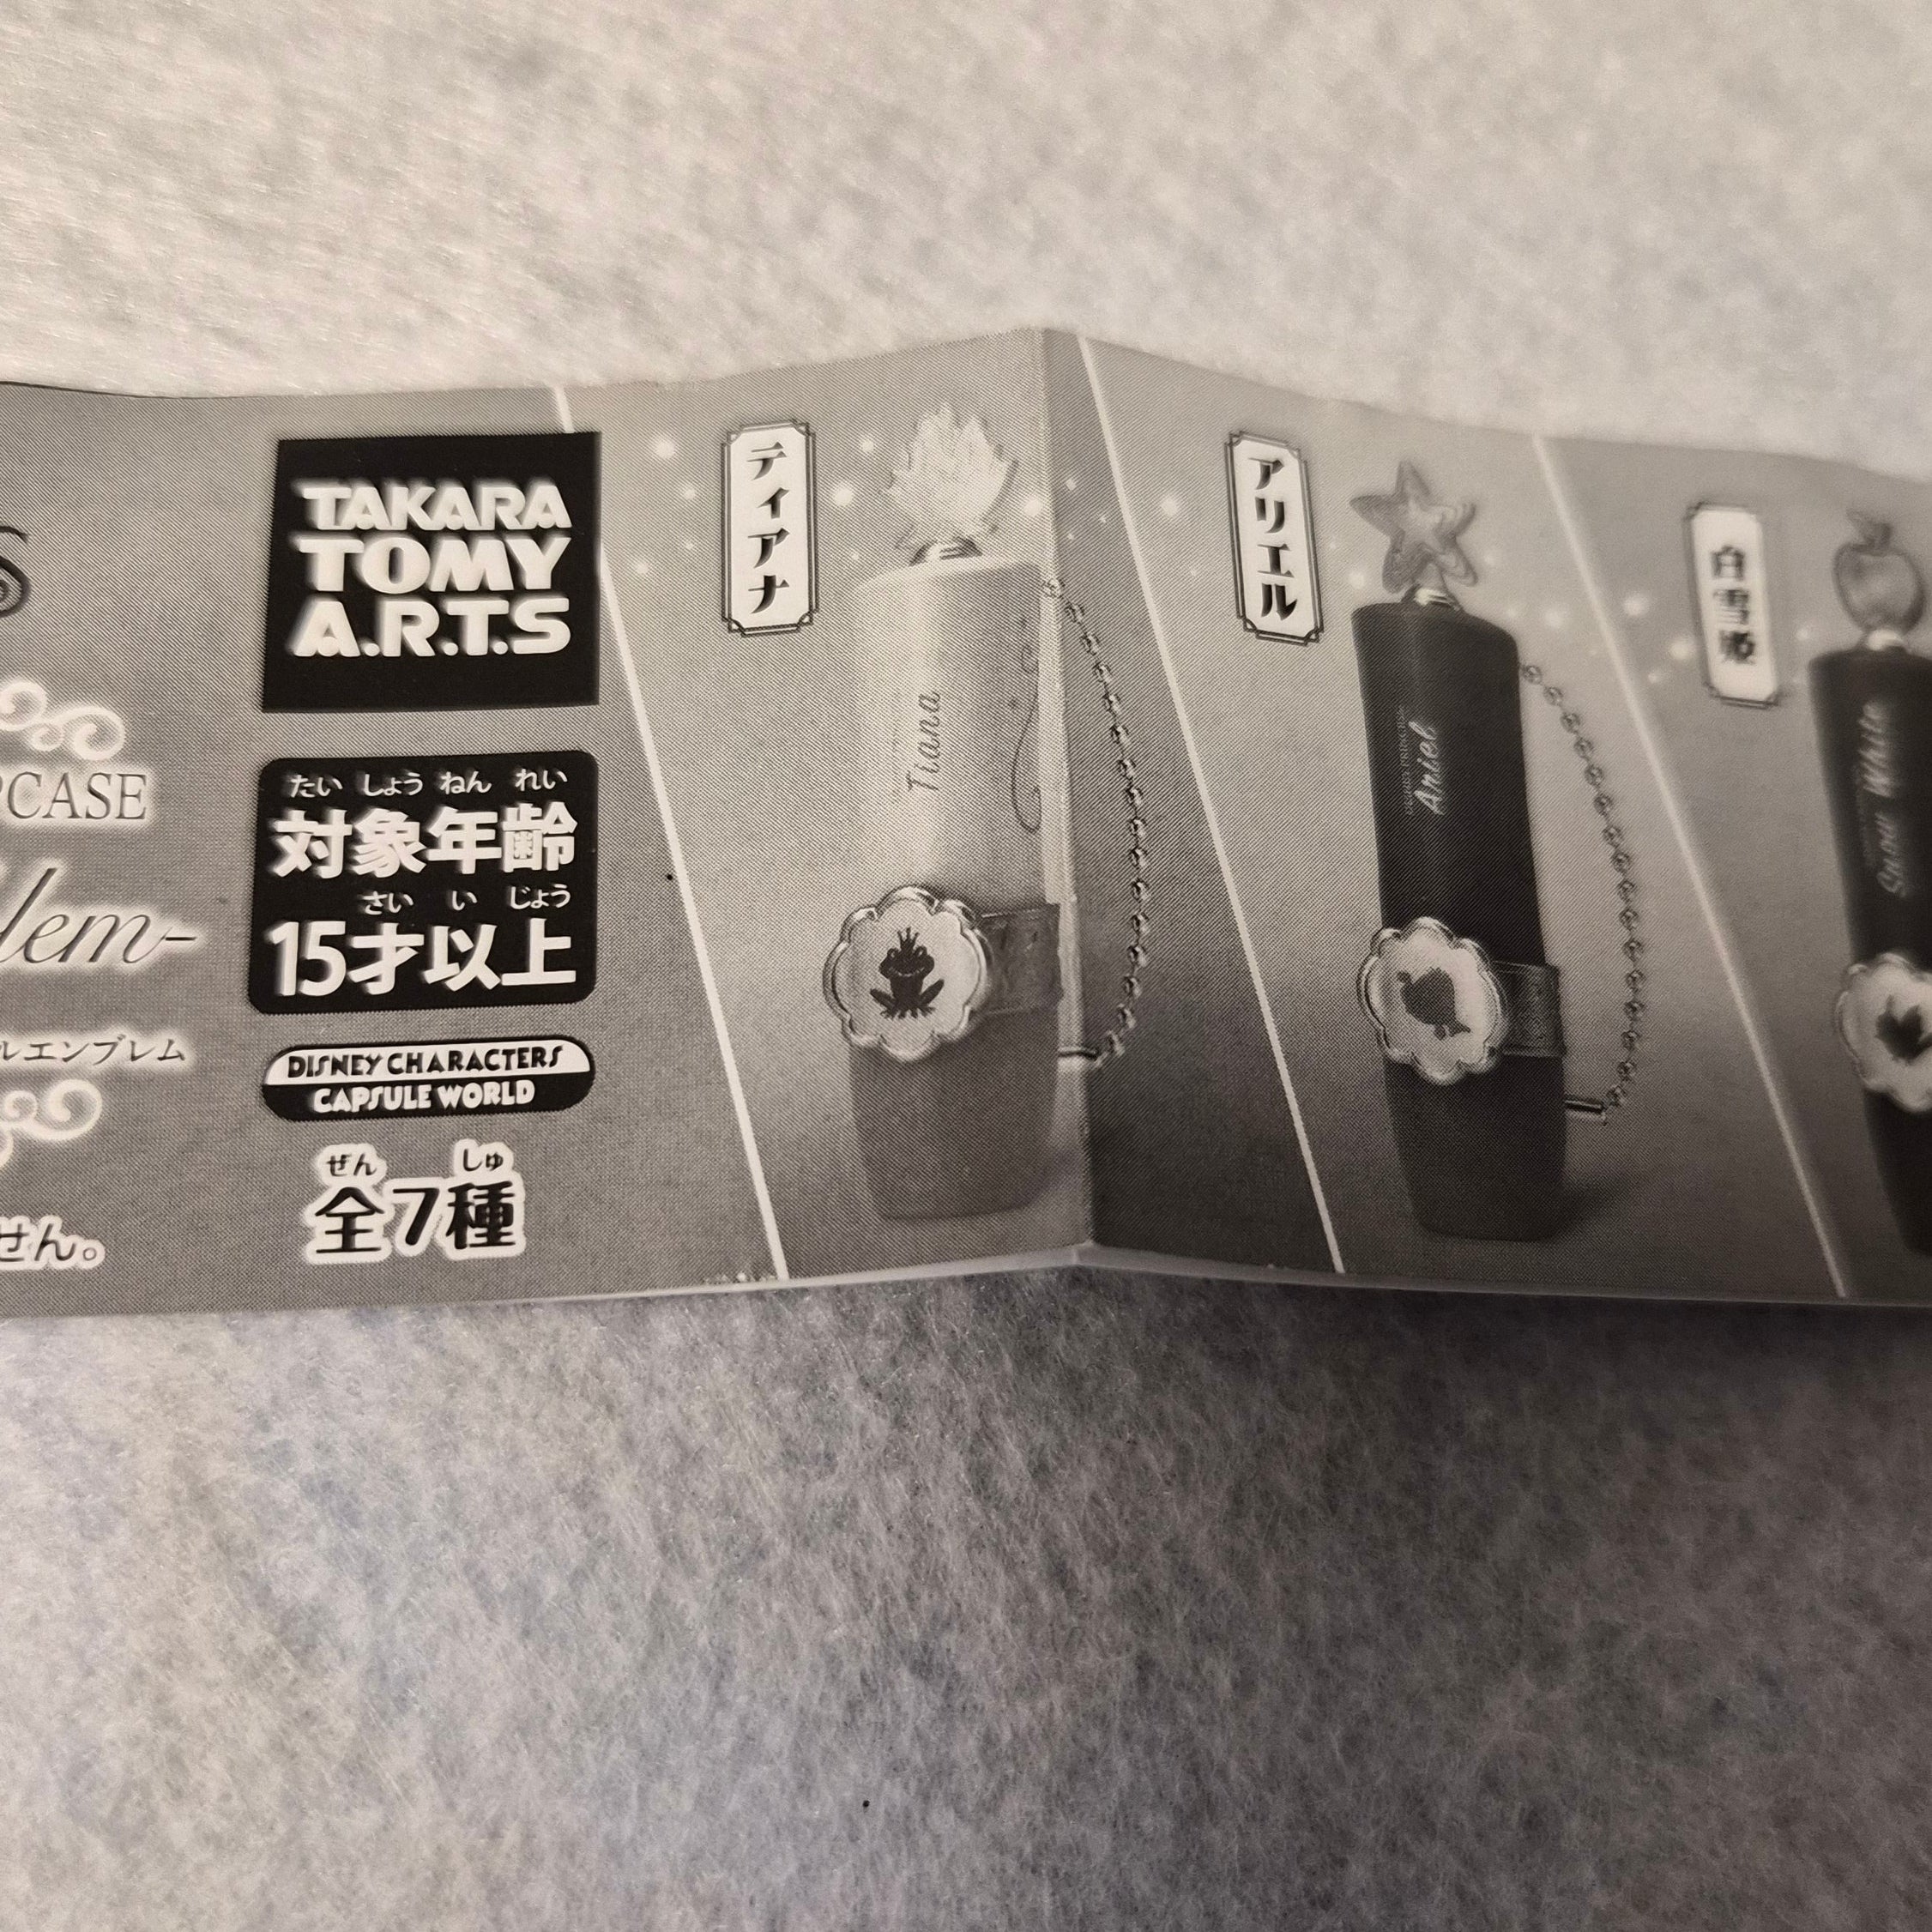 PCASE
lem-
ルエンブレム
せん。
TAKARA
TOMY
A.R.T.S
たい しょう ねん れい
対象年齢
さい い じょう
15才以上
DISNEY CHARACTERS
CAPSULE WORLD
ぜん しゅ
全7種
ティアナ
Tiana
アリエル
Ariel
白雪姫
Snow White